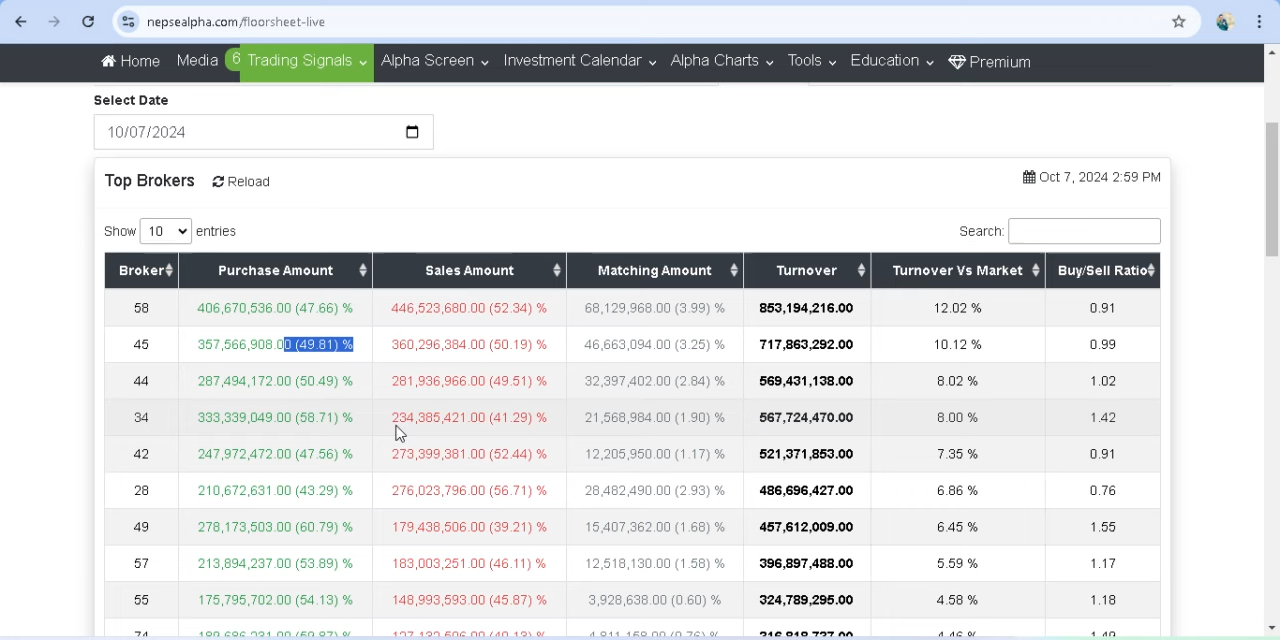 nepsealpha.com/floorsheet-live
Home Media 6 Trading Signals Alpha Screen Investment Calendar Alpha Charts Tools Education Premium
Select Date
10/07/2024
Top Brokers Reload Oct 7, 2024 2:59 PM
Show 10 entries Search:
Broker Purchase Amount Sales Amount Matching Amount Turnover Turnover Vs Market Buy/Sell Ratio
58 406,670,536.00 (47.66) % 446,523,680.00 (52.34) % 68,129,968.00 (3.99) % 853,194,216.00 12.02 % 0.91
45 357,566,908.00 (49.81) % 360,296,384.00 (50.19) % 46,663,094.00 (3.25) % 717,863,292.00 10.12 % 0.99
44 287,494,172.00 (50.49) % 281,936,966.00 (49.51) % 32,397,402.00 (2.84) % 569,431,138.00 8.02 % 1.02
34 333,339,049.00 (58.71) % 234,385,421.00 (41.29) % 21,568,984.00 (1.90) % 567,724,470.00 8.00 % 1.42
42 247,972,472.00 (47.56) % 273,399,381.00 (52.44) % 12,205,950.00 (1.17) % 521,371,853.00 7.35 % 0.91
28 210,672,631.00 (43.29) % 276,023,796.00 (56.71) % 28,482,490.00 (2.93) % 486,696,427.00 6.86 % 0.76
49 278,173,503.00 (60.79) % 179,438,506.00 (39.21) % 15,407,362.00 (1.68) % 457,612,009.00 6.45 % 1.55
57 213,894,237.00 (53.89) % 183,003,251.00 (46.11) % 12,518,130.00 (1.58) % 396,897,488.00 5.59 % 1.17
55 175,795,702.00 (54.13) % 148,993,593.00 (45.87) % 3,928,638.00 (0.60) % 324,789,295.00 4.58 % 1.18